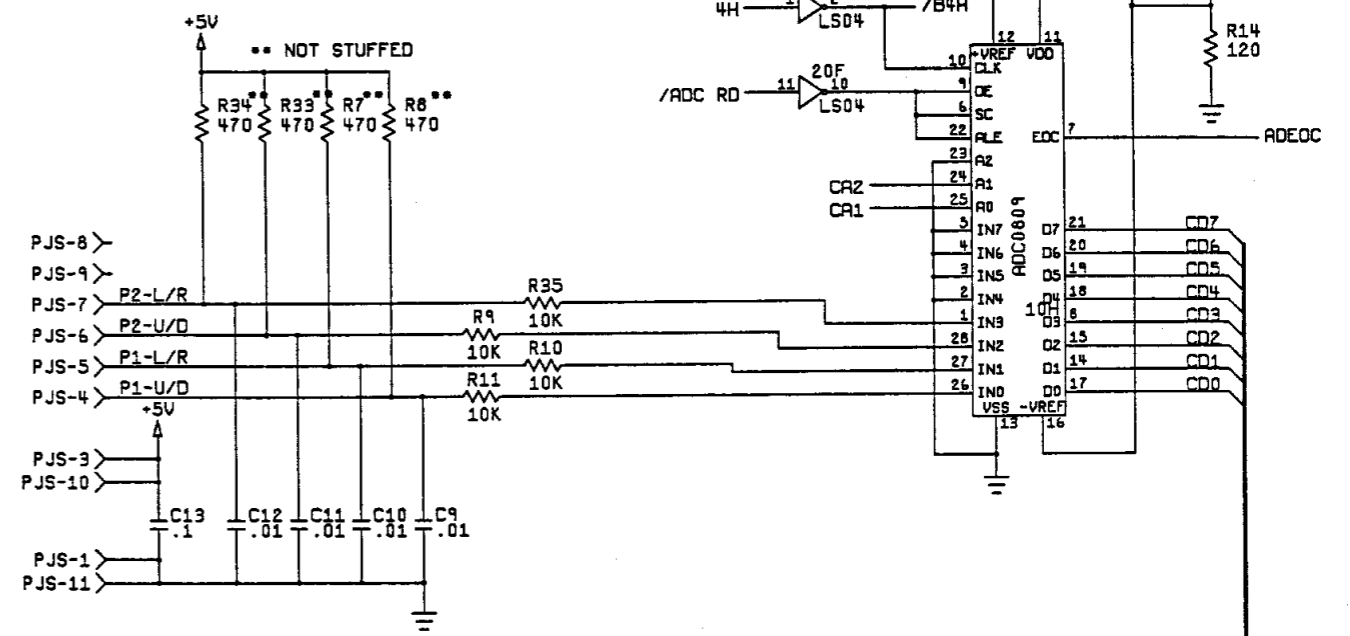 4H
1
2
/B4H
LS04
+5V
** NOT STUFFED
R14
120
12
11
+VREF VDD
10
CLK
20F
/ADC RD
11
10
LS04
9
OE
6
SC
22
ALE
EOC
7
ADEOC
R34**
470
R33**
470
R7**
470
R8**
470
23
A2
CA2
24
A1
CA1
25
A0
ADC0809
10H
5
IN7
D7
21
CD7
4
IN6
D6
20
CD6
3
IN5
D5
19
CD5
2
IN4
D4
18
CD4
1
IN3
D3
8
CD3
28
IN2
D2
15
CD2
27
IN1
D1
14
CD1
26
IN0
D0
17
CD0
VSS -VREF
13
16
PJS-8
PJS-9
PJS-7
P2-L/R
R35
10K
PJS-6
P2-U/D
R9
10K
PJS-5
P1-L/R
R10
10K
PJS-4
P1-U/D
R11
10K
+5V
PJS-3
PJS-10
C13
.1
C12
.01
C11
.01
C10
.01
C9
.01
PJS-1
PJS-11